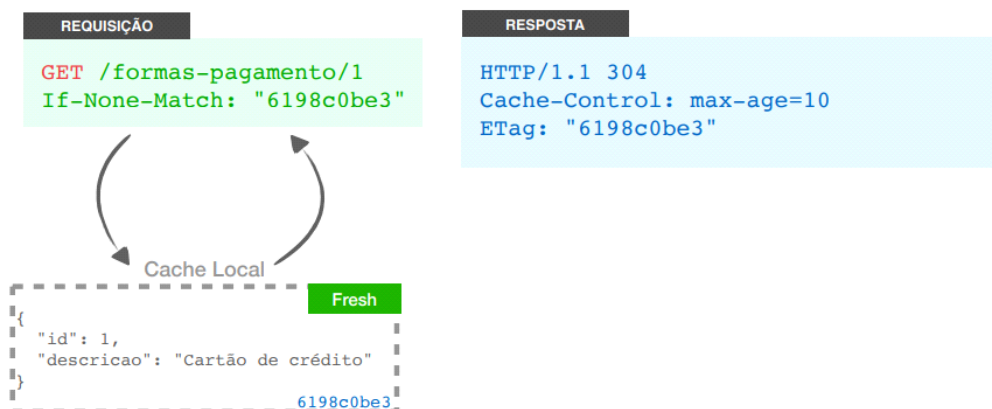 REQUISIÇÃO
GET /formas-pagamento/1
If-None-Match: "6198c0be3"
RESPOSTA
HTTP/1.1 304
Cache-Control: max-age=10
ETag: "6198c0be3"
Cache Local
Fresh
{
"id": 1,
"descricao": "Cartão de crédito"
}
6198c0be3